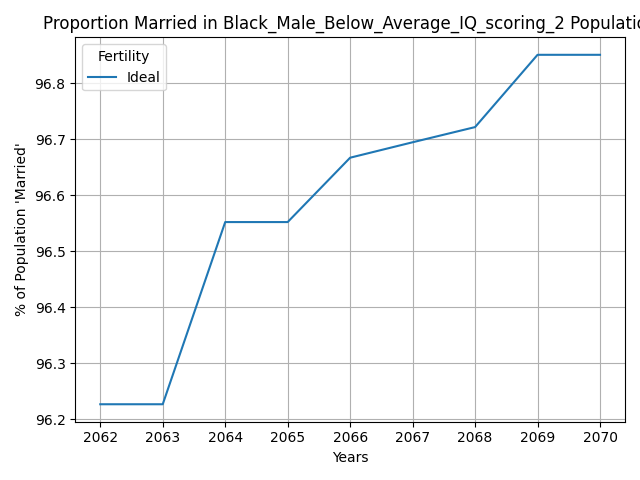 Proportion Married in Black_Male_Below_Average_IQ_scoring_2 Populatio
Fertility
Ideal
% of Population 'Married'
96.8
96.7
96.6
96.5
96.4
96.3
96.2
2062 2063 2064 2065 2066 2067 2068 2069 2070
Years